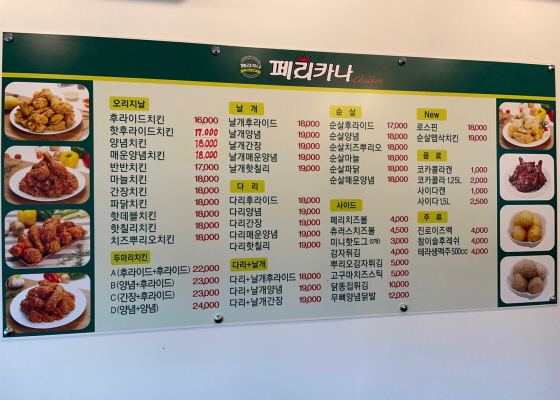 페리카나
페리카나 Chicken
오리지날
후라이드치킨 16,000
핫후라이드치킨 17,000
양념치킨 18,000
매운양념치킨 18,000
반반치킨 17,000
마늘치킨 18,000
간장치킨 18,000
파닭치킨 18,000
핫데블치킨 18,000
핫칠리치킨 18,000
치즈뿌리오치킨 18,000
두마리치킨
A(후라이드+후라이드) 22,000
B(양념+후라이드) 23,000
C(간장+후라이드) 23,000
D(양념+양념) 24,000
날 개
날개후라이드 18,000
날개양념 19,000
날개간장 19,000
날개매운양념 19,000
날개핫칠리 19,000
다 리
다리후라이드 18,000
다리양념 19,000
다리간장 19,000
다리매운양념 19,000
다리핫칠리 19,000
다리+날개
다리+날개후라이드 18,000
다리+날개양념 19,000
다리+날개간장 19,000
순 살
순살후라이드 17,000
순살양념 18,000
순살치즈뿌리오 18,000
순살마늘 18,000
순살파닭 18,000
순살매운양념 18,000
사이드
페리치즈볼 4,000
츄러스치즈볼 4,500
미니핫도그(2개) 3,000
감자튀김 4,000
뿌리오감자튀김 5,000
고구마치즈스틱 5,000
닭똥집튀김 10,000
무뼈양념닭발 12,000
New
로스핀 18,000
순살맵삭치킨 19,000
음 료
코카콜라캔 1,000
코카콜라 1.25L 2,000
사이다캔 1,000
사이다 1.5L 2,500
주 류
진로이즈백 4,000
참이슬후레쉬 4,000
테라생맥주500cc 4,000